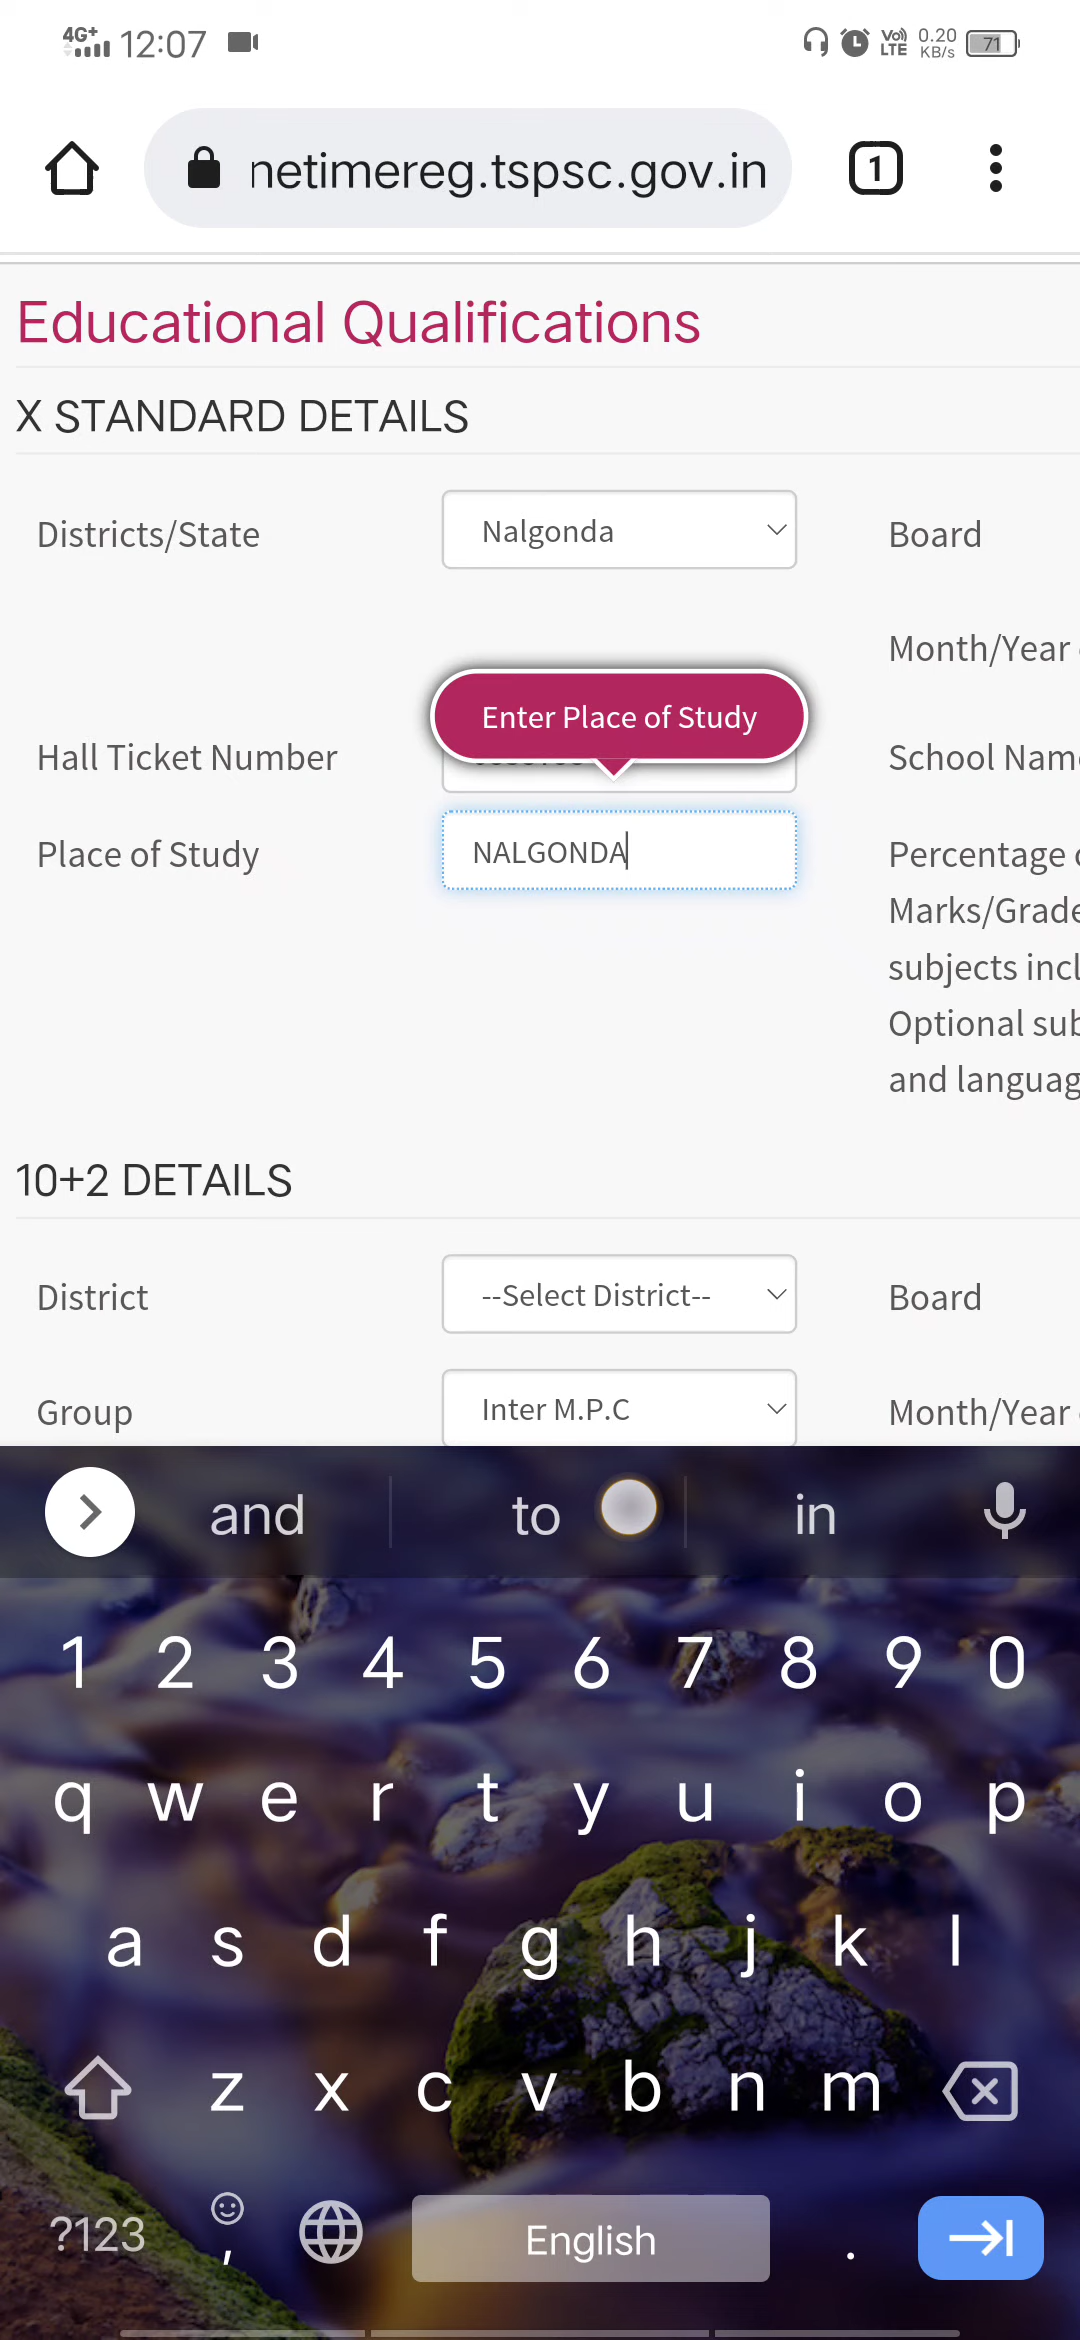 4G+ 12:07 Vo) LTE 0.20 KB/s 71
netimereg.tspsc.gov.in 1
Educational Qualifications
X STANDARD DETAILS
Districts/State Nalgonda Board
Month/Year
Enter Place of Study
Hall Ticket Number School Nam
Place of Study NALGONDA Percentage
Marks/Grade
subjects incl
Optional sub
and languag
10+2 DETAILS
District --Select District-- Board
Group Inter M.P.C Month/Year
and to in
1 2 3 4 5 6 7 8 9 0
q w e r t y u i o p
a s d f g h j k l
z x c v b n m
?123 , English .